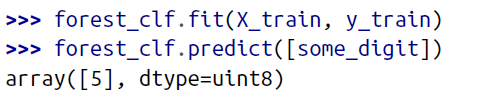 >>> forest_clf.fit(X_train, y_train)
>>> forest_clf.predict([some_digit])
array([5], dtype=uint8)